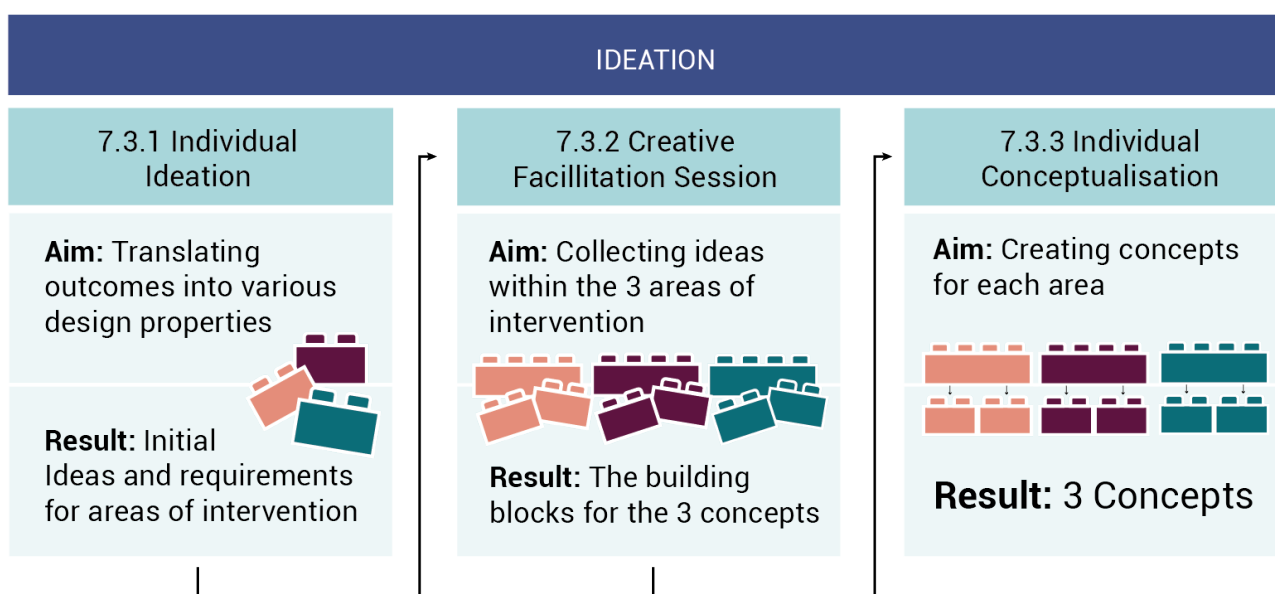 IDEATION
7.3.1 Individual
Ideation
Aim: Translating
outcomes into various
design properties
Result: Initial
Ideas and requirements
for areas of intervention
7.3.2 Creative
Facillitation Session
Aim: Collecting ideas
within the 3 areas of
intervention
Result: The building
blocks for the 3 concepts
7.3.3 Individual
Conceptualisation
Aim: Creating concepts
for each area
Result: 3 Concepts